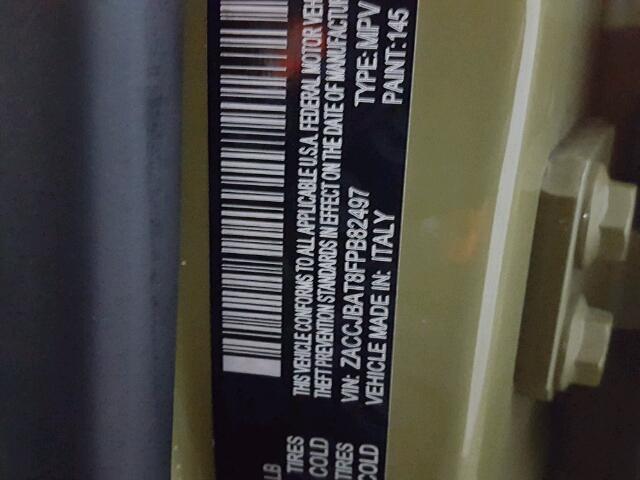 THIS VEHICLE CONFORMS TO ALL APPLICABLE U.S.A. FEDERAL MOTOR VEH
THEFT PREVENTION STANDARDS IN EFFECT ON THE DATE OF MANUFACTUR
VIN: ZACCJBAT8FPB82497 TYPE: MPV
VEHICLE MADE IN: ITALY PAINT: 145
LB
TIRES
COLD
TIRES
COLD